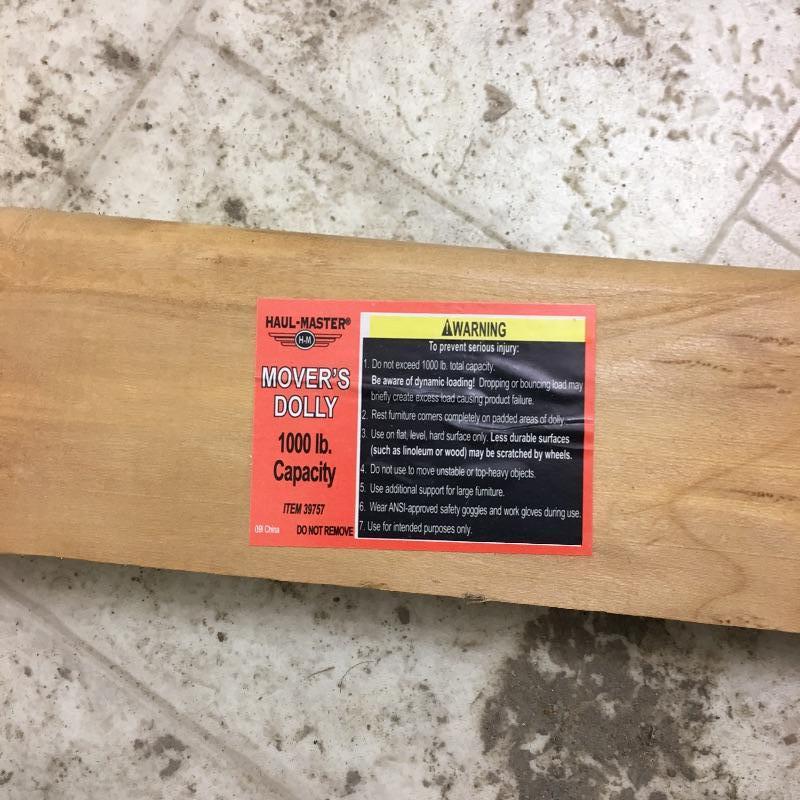 HAUL-MASTER®
H-M
MOVER'S
DOLLY
1000 lb.
Capacity
ITEM 39757
DO NOT REMOVE
WARNING
To prevent serious injury:
1. Do not exceed 1000 lb. total capacity.
Be aware of dynamic loading! Dropping or bouncing load may
briefly create excess load causing product failure.
2. Rest furniture corners completely on padded areas of dolly.
3. Use on flat, level, hard surface only. Less durable surfaces
(such as linoleum or wood) may be scratched by wheels.
4. Do not use to move unstable or top-heavy objects.
5. Use additional support for large furniture.
6. Wear ANSI-approved safety goggles and work gloves during use.
7. Use for intended purposes only.